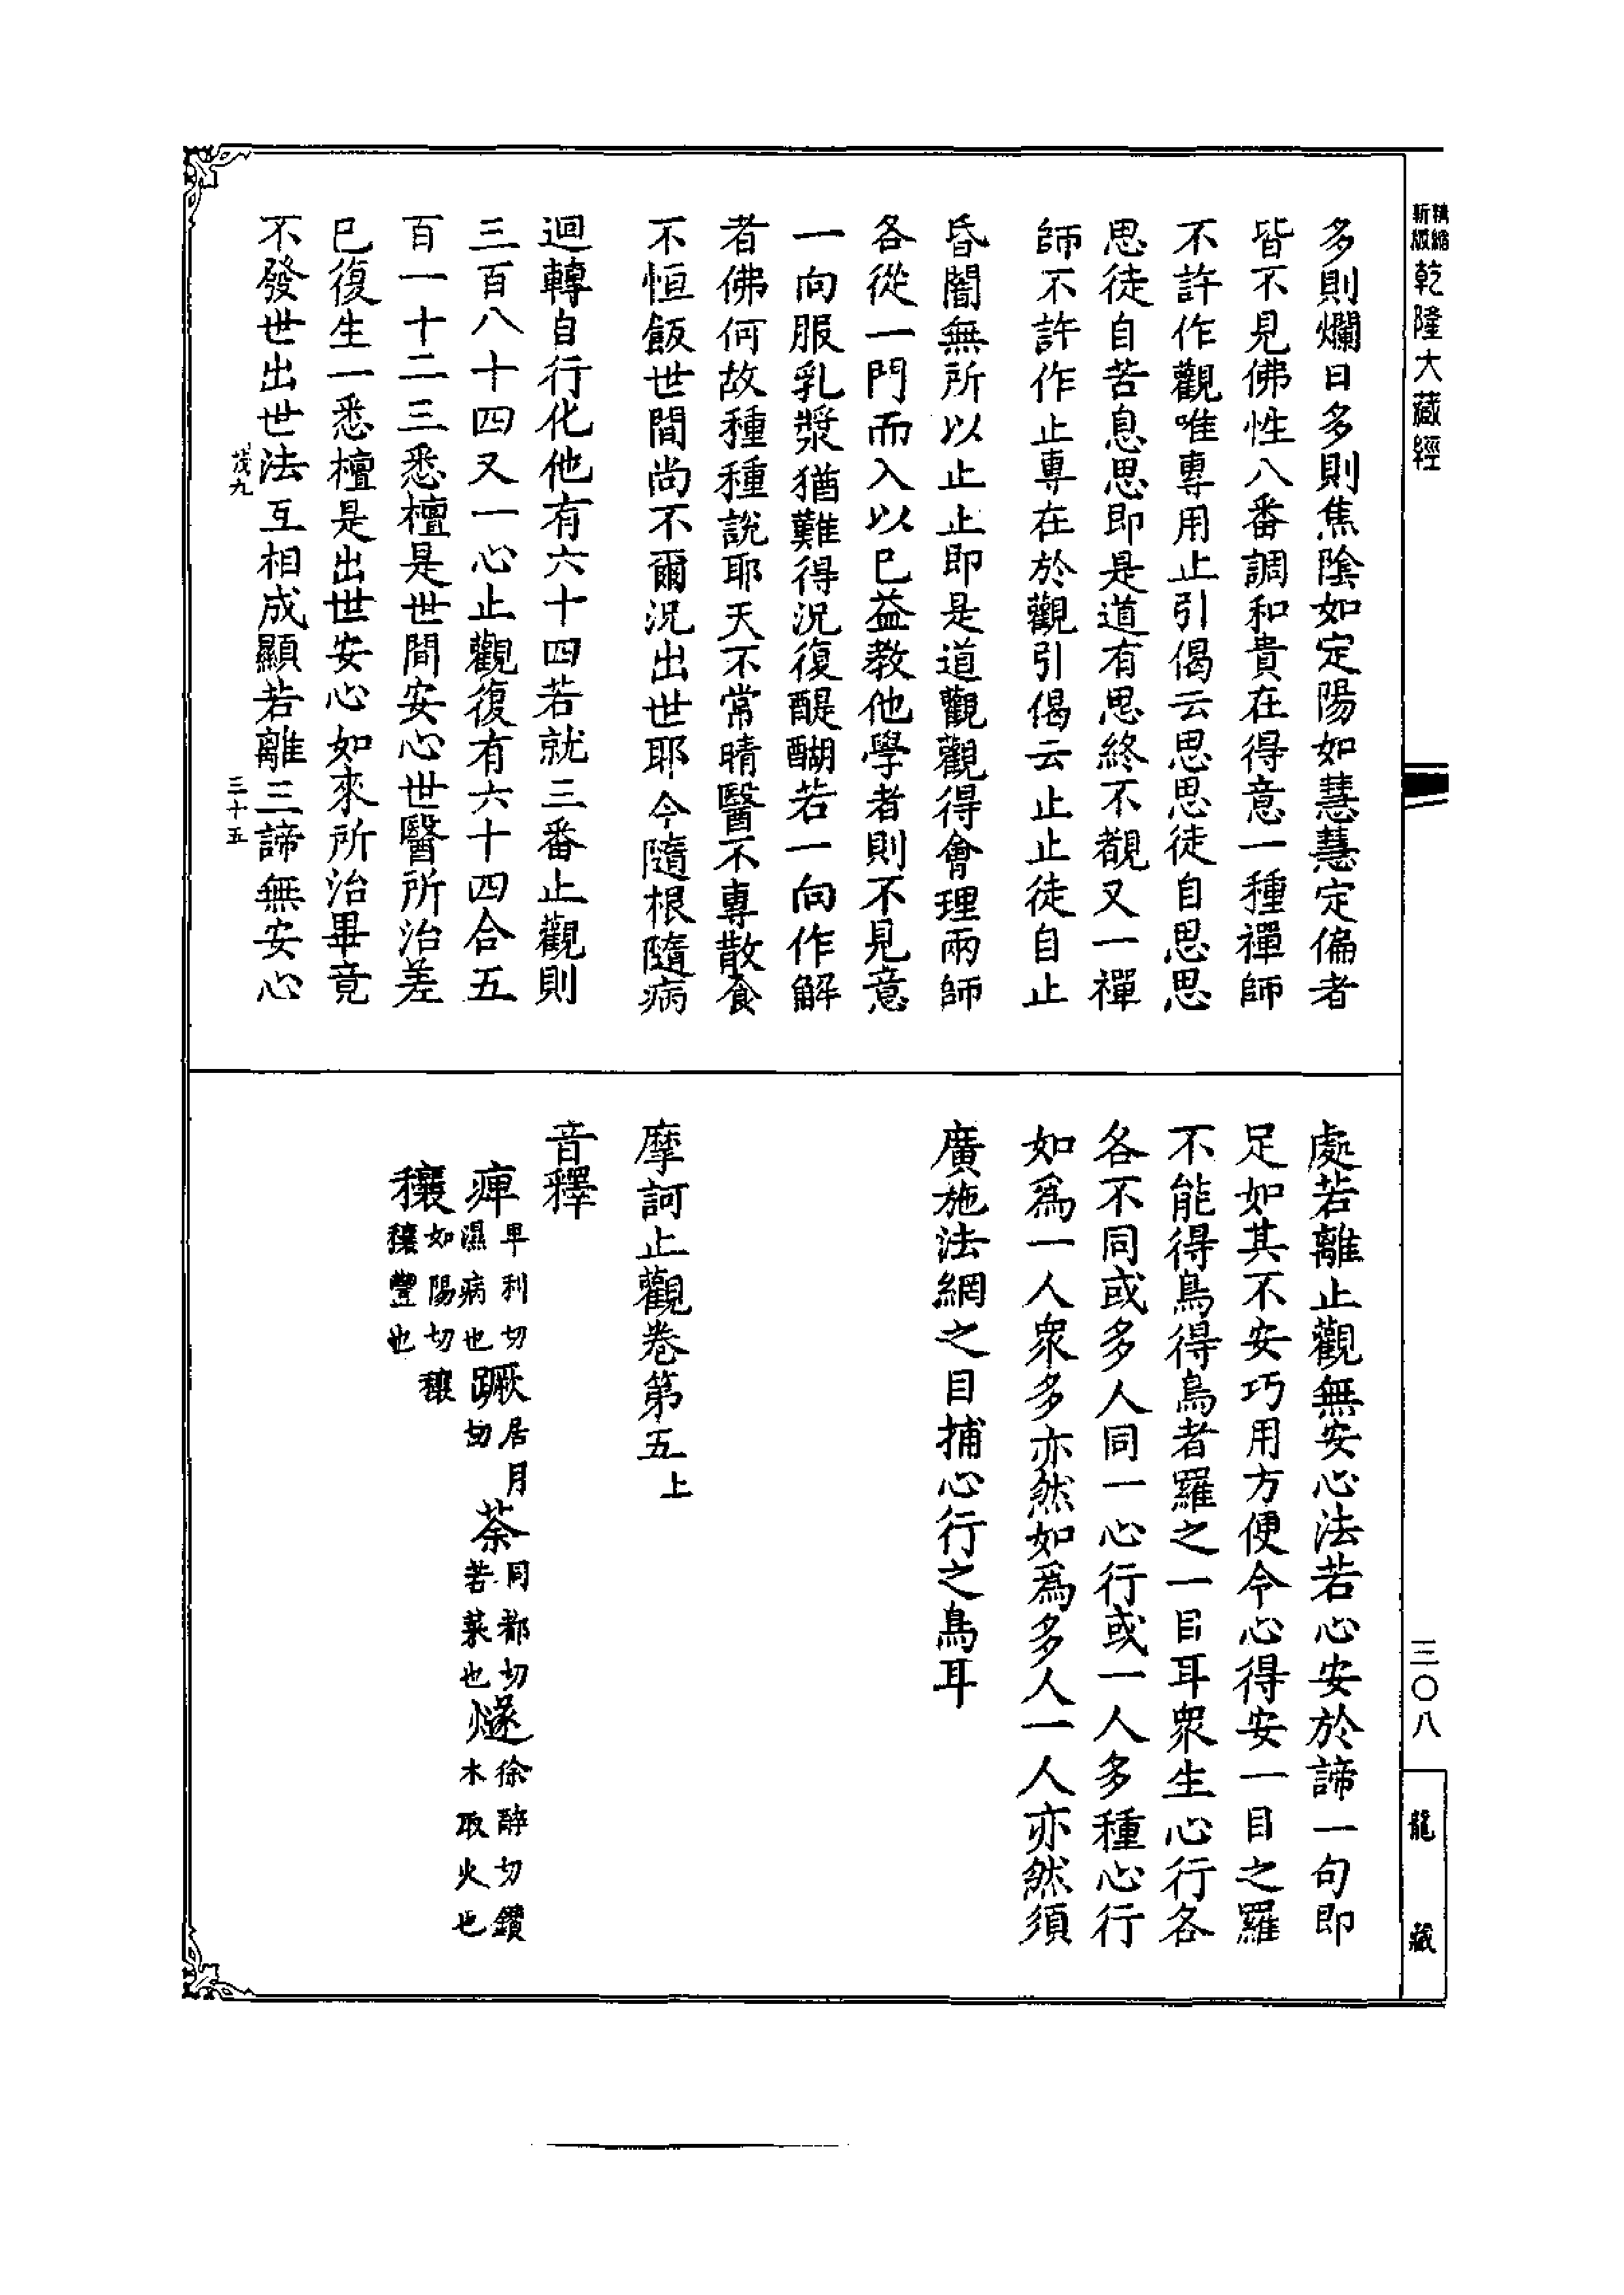 精縮新版乾隆大藏經
三〇八
龍藏
多則爛日多則焦陰如定陽如慧慧定偏者
皆不見佛性八番調和貴在得意一種禪師
不許作觀唯專用止引偈云思思徒自思思
思徒自苦息思即是道有思終不覩又一禪
師不許作止專在於觀引偈云止止徒自止
昏闇無所以止止即是道觀觀得會理兩師
各從一門而入以巳益教他學者則不見意
一向服乳漿猶難得況復醍醐若一向作解
者佛何故種種說耶天不常晴醫不專散食
不恒飯世間尚不爾況出世耶今隨根隨病
迴轉自行化他有六十四若就三番止觀則
三百八十四又一心止觀復有六十四合五
百一十二三悉檀是世間安心世醫所治差
巳復生一悉檀是出世安心如來所治畢竟
不發世出世法互相成顯若離三諦無安心
茂九
三十五
處若離止觀無安心法若心安於諦一句即
足如其不安巧用方便令心得安一目之羅
不能得鳥得鳥者羅之一目耳眾生心行各
各不同或多人同一心行或一人多種心行
如爲一人眾多亦然如爲多人一人亦然須
廣施法網之目捕心行之鳥耳
摩訶止觀卷第五上
音釋
痺卑利切濕病也蹶居月切荼同都切苦菜也燧徐醉切鑽木取火也
穰如陽切穰穰豐也